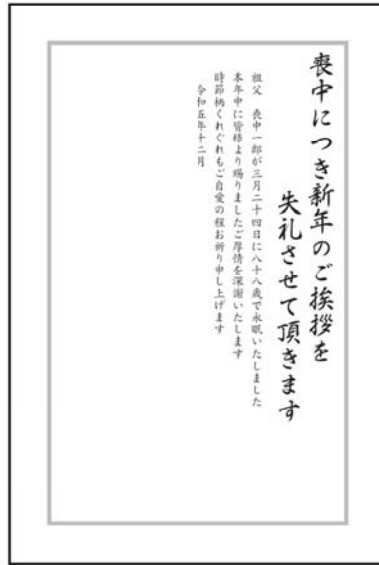 喪中につき新年のご挨拶を
失礼させて頂きます
祖父　喪中一郎が三月二十四日に八十八歳で永眠いたしました
本年中に皆様より賜りましたご厚情を深謝いたします
時節柄くれぐれもご自愛の程お祈り申し上げます
令和五年十二月